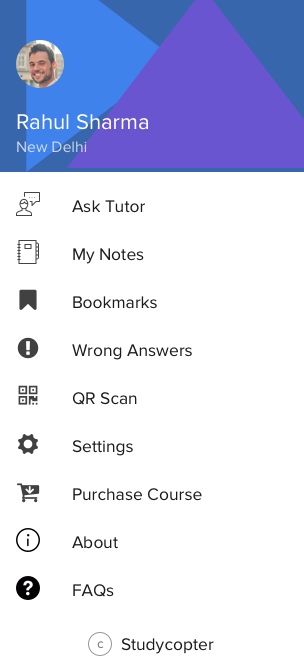 Rahul Sharma
New Delhi
Ask Tutor
My Notes
Bookmarks
Wrong Answers
QR Scan
Settings
Purchase Course
About
FAQs
c Studycopter